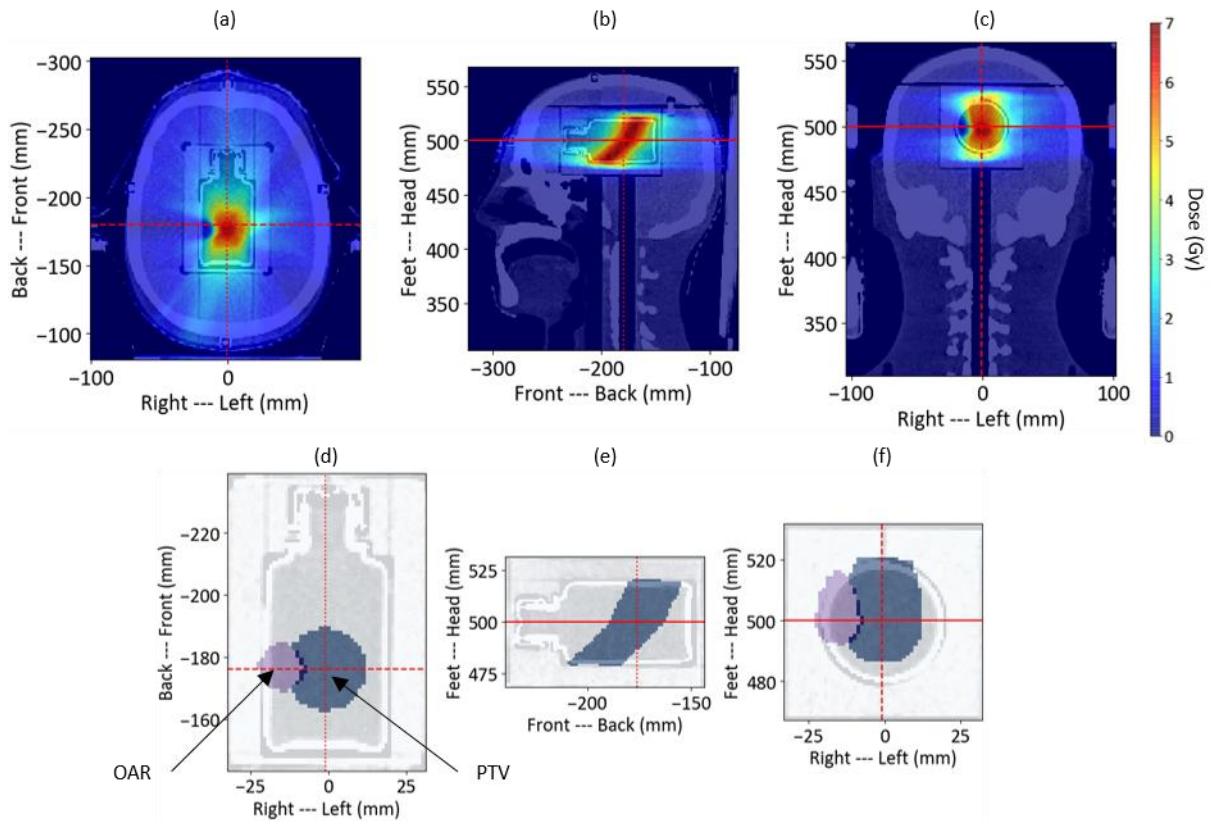 (a)
(b)
(c)
Back --- Front (mm)
−300
−250
−200
−150
−100
−100
0
Right --- Left (mm)
Feet --- Head (mm)
550
500
450
400
350
−300
−200
−100
Front --- Back (mm)
Feet --- Head (mm)
550
500
450
400
350
−100
0
100
Right --- Left (mm)
7
6
5
4
3
2
1
0
Dose (Gy)
(d)
(e)
(f)
Back --- Front (mm)
−220
−200
−180
−160
−25
0
25
Right --- Left (mm)
OAR
PTV
Feet --- Head (mm)
525
500
475
−200
−150
Front --- Back (mm)
Feet --- Head (mm)
520
500
480
−25
0
25
Right --- Left (mm)